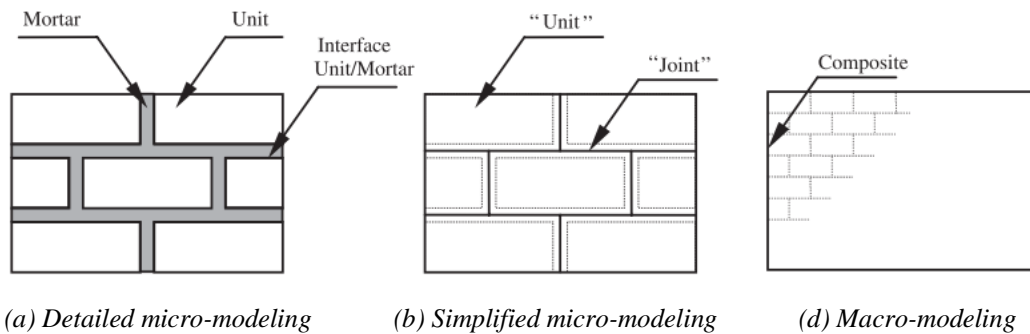 Mortar
Unit
Interface
Unit/Mortar
“Unit”
“Joint”
Composite
(a) Detailed micro-modeling
(b) Simplified micro-modeling
(d) Macro-modeling